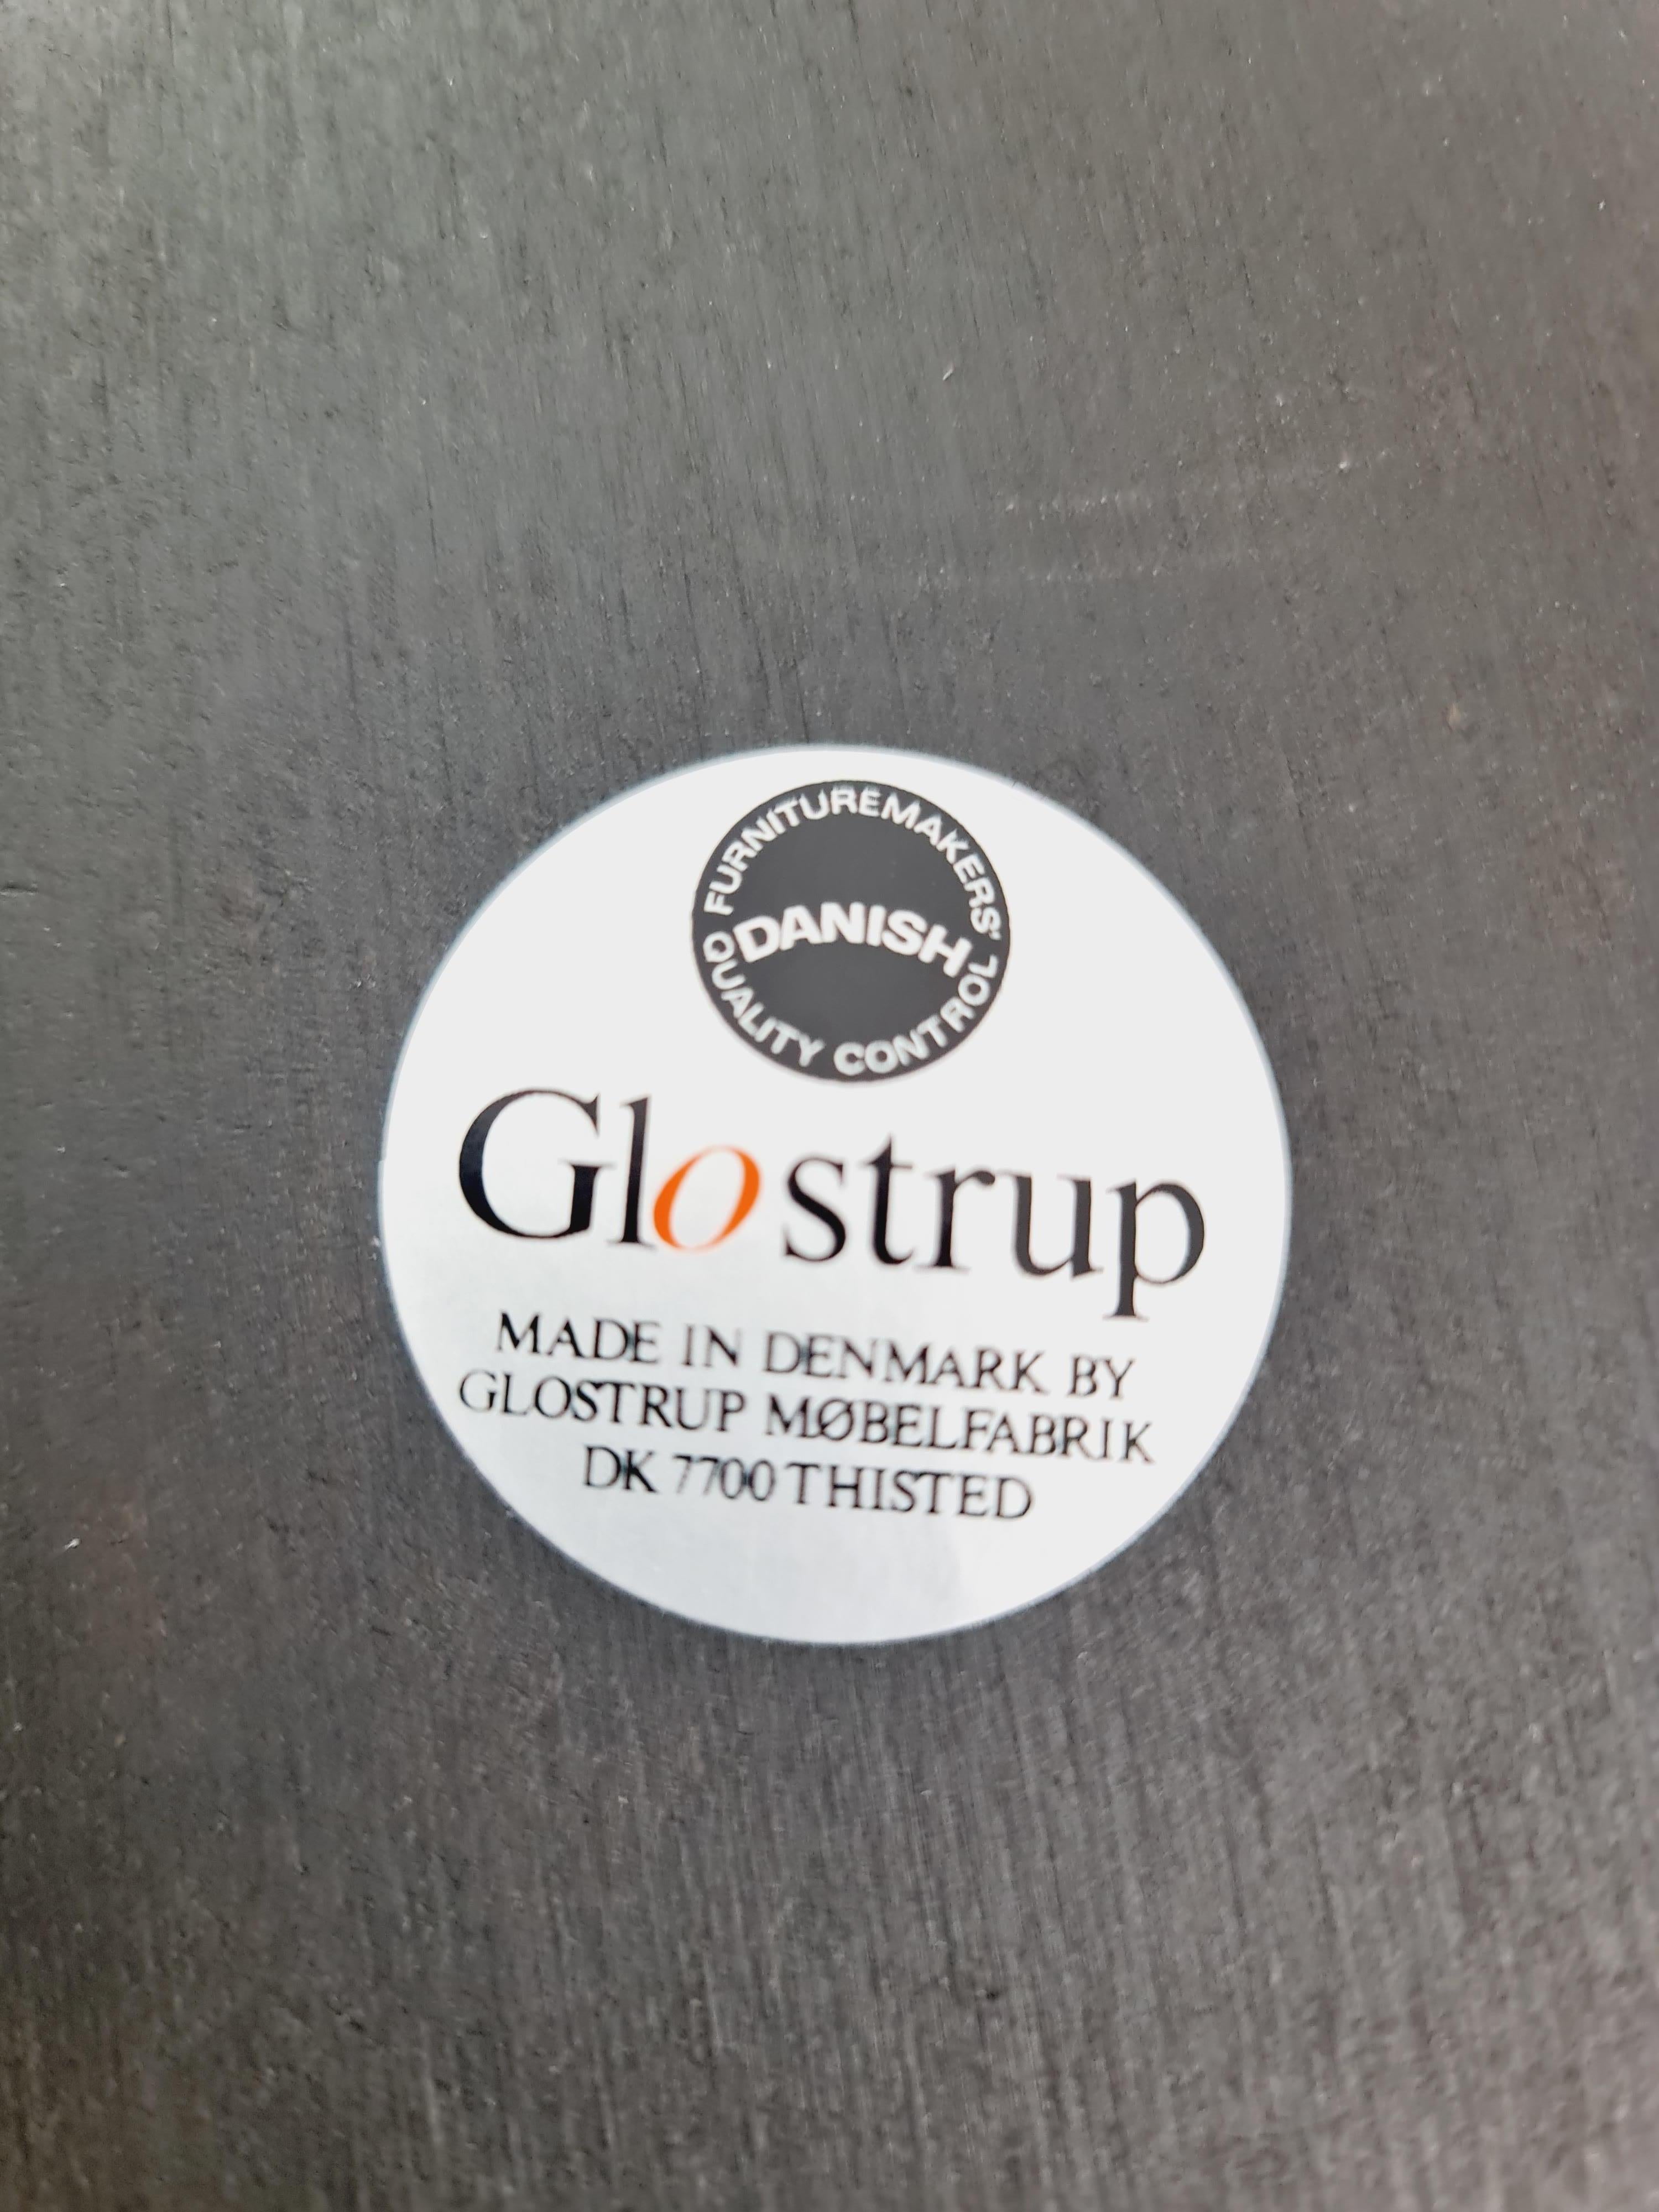 FURNITUREMAKERS'
DANISH
QUALITY CONTROL
Glostrup
MADE IN DENMARK BY
GLOSTRUP MØBELFABRIK
DK 7700 THISTED